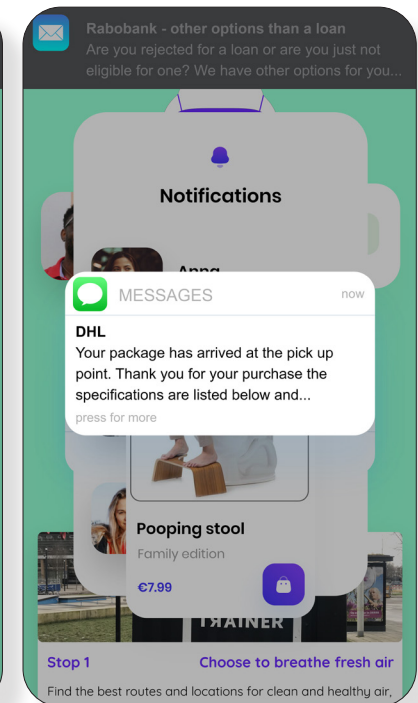 Rabobank - other options than a loan
Are you rejected for a loan or are you just not
eligible for one? We have other options for you...
Notifications
Anna
MESSAGES
now
DHL
Your package has arrived at the pick up
point. Thank you for your purchase the
specifications are listed below and...
press for more
Pooping stool
Family edition
€7.99
TRAINER
Stop 1
Choose to breathe fresh air
Find the best routes and locations for clean and healthy air,